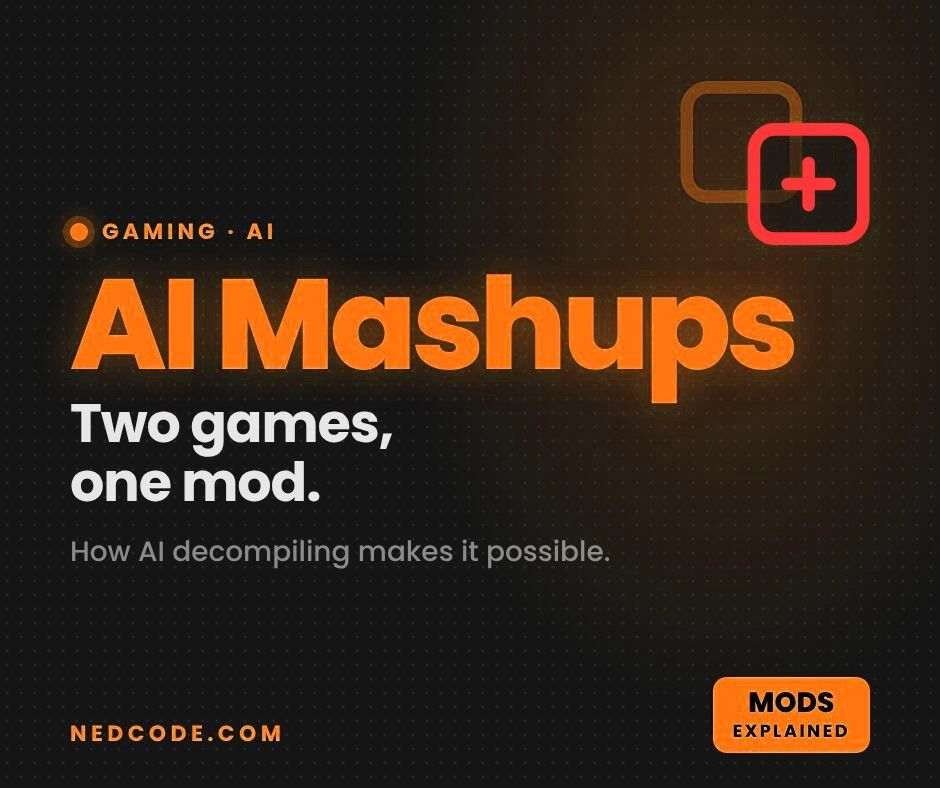 GAMING · AI
AI Mashups
Two games,
one mod.
How AI decompiling makes it possible.
NEDCODE.COM
MODS
EXPLAINED